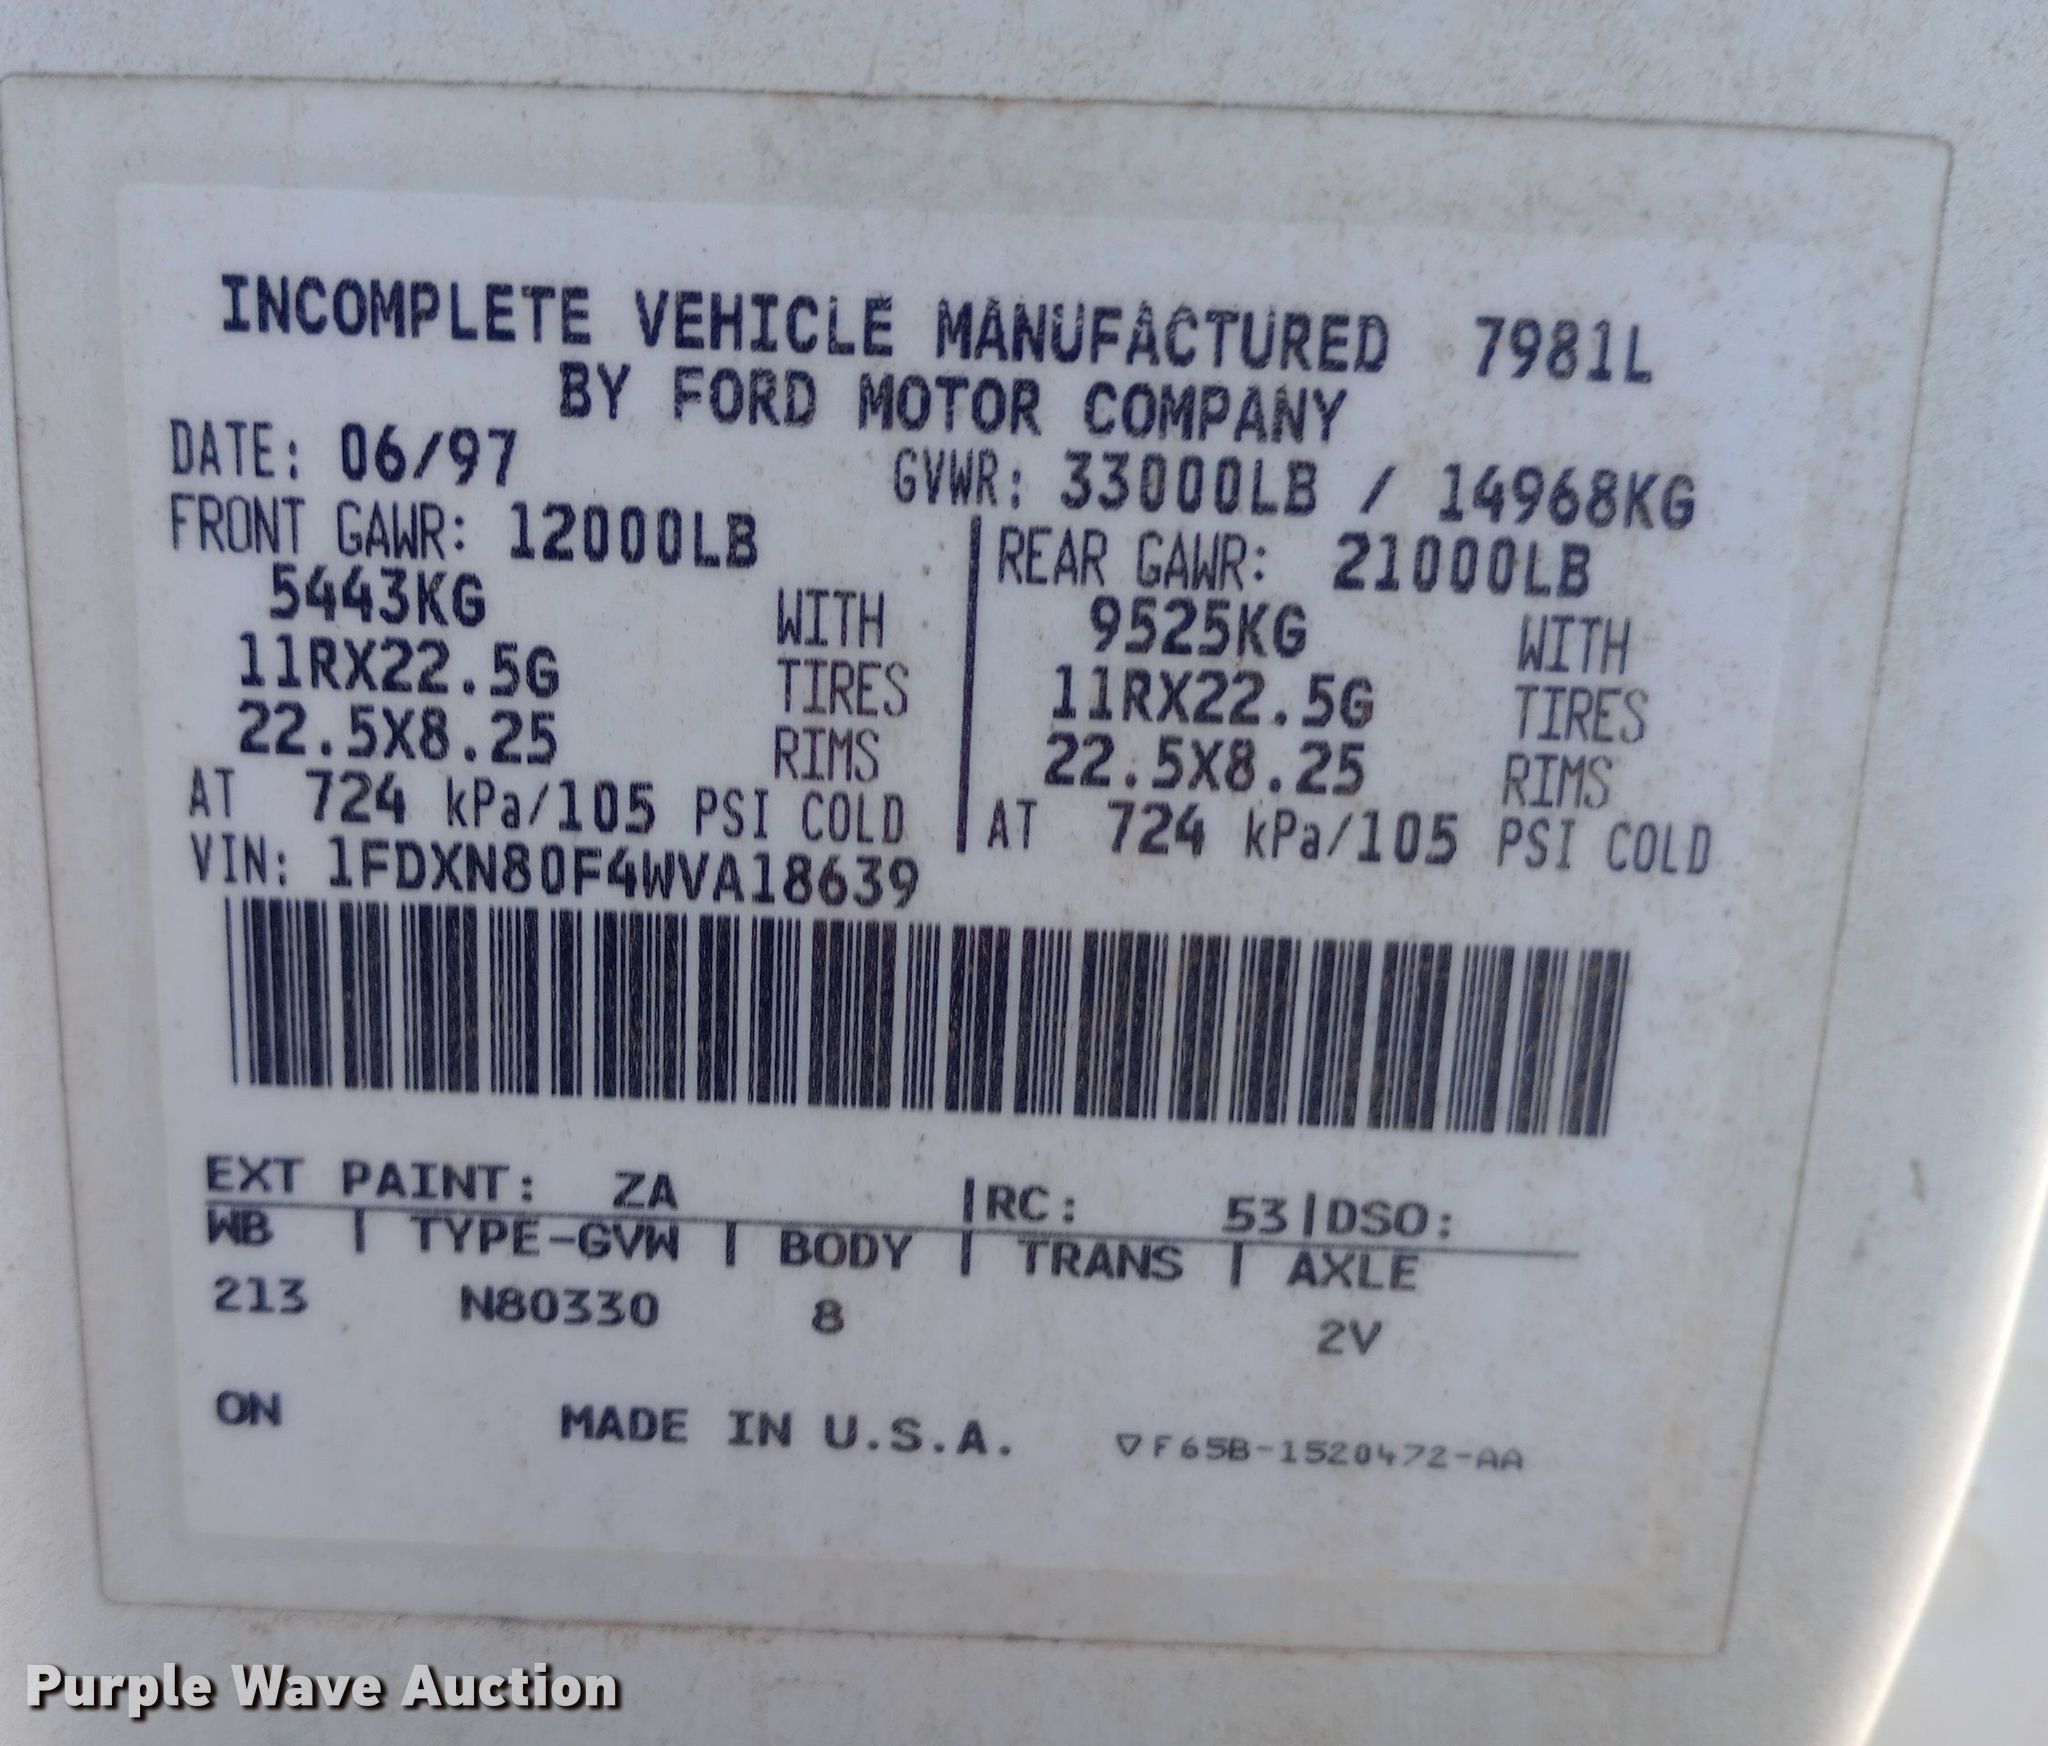 INCOMPLETE VEHICLE MANUFACTURED 7981L
BY FORD MOTOR COMPANY
DATE: 06/97 GVWR: 33000LB / 14968KG
FRONT GAWR: 12000LB REAR GAWR: 21000LB
5443KG WITH 9525KG WITH
11RX22.5G TIRES 11RX22.5G TIRES
22.5X8.25 RIMS 22.5X8.25 RIMS
AT 724 kPa/105 PSI COLD AT 724 kPa/105 PSI COLD
VIN: 1FDXN80F4WVA18639
EXT PAINT: ZA |RC: 53|DSO:
WB | TYPE-GVW | BODY | TRANS | AXLE
213 N80330 8 2V
ON MADE IN U.S.A. ▽F65B-1520472-AA
Purple Wave Auction